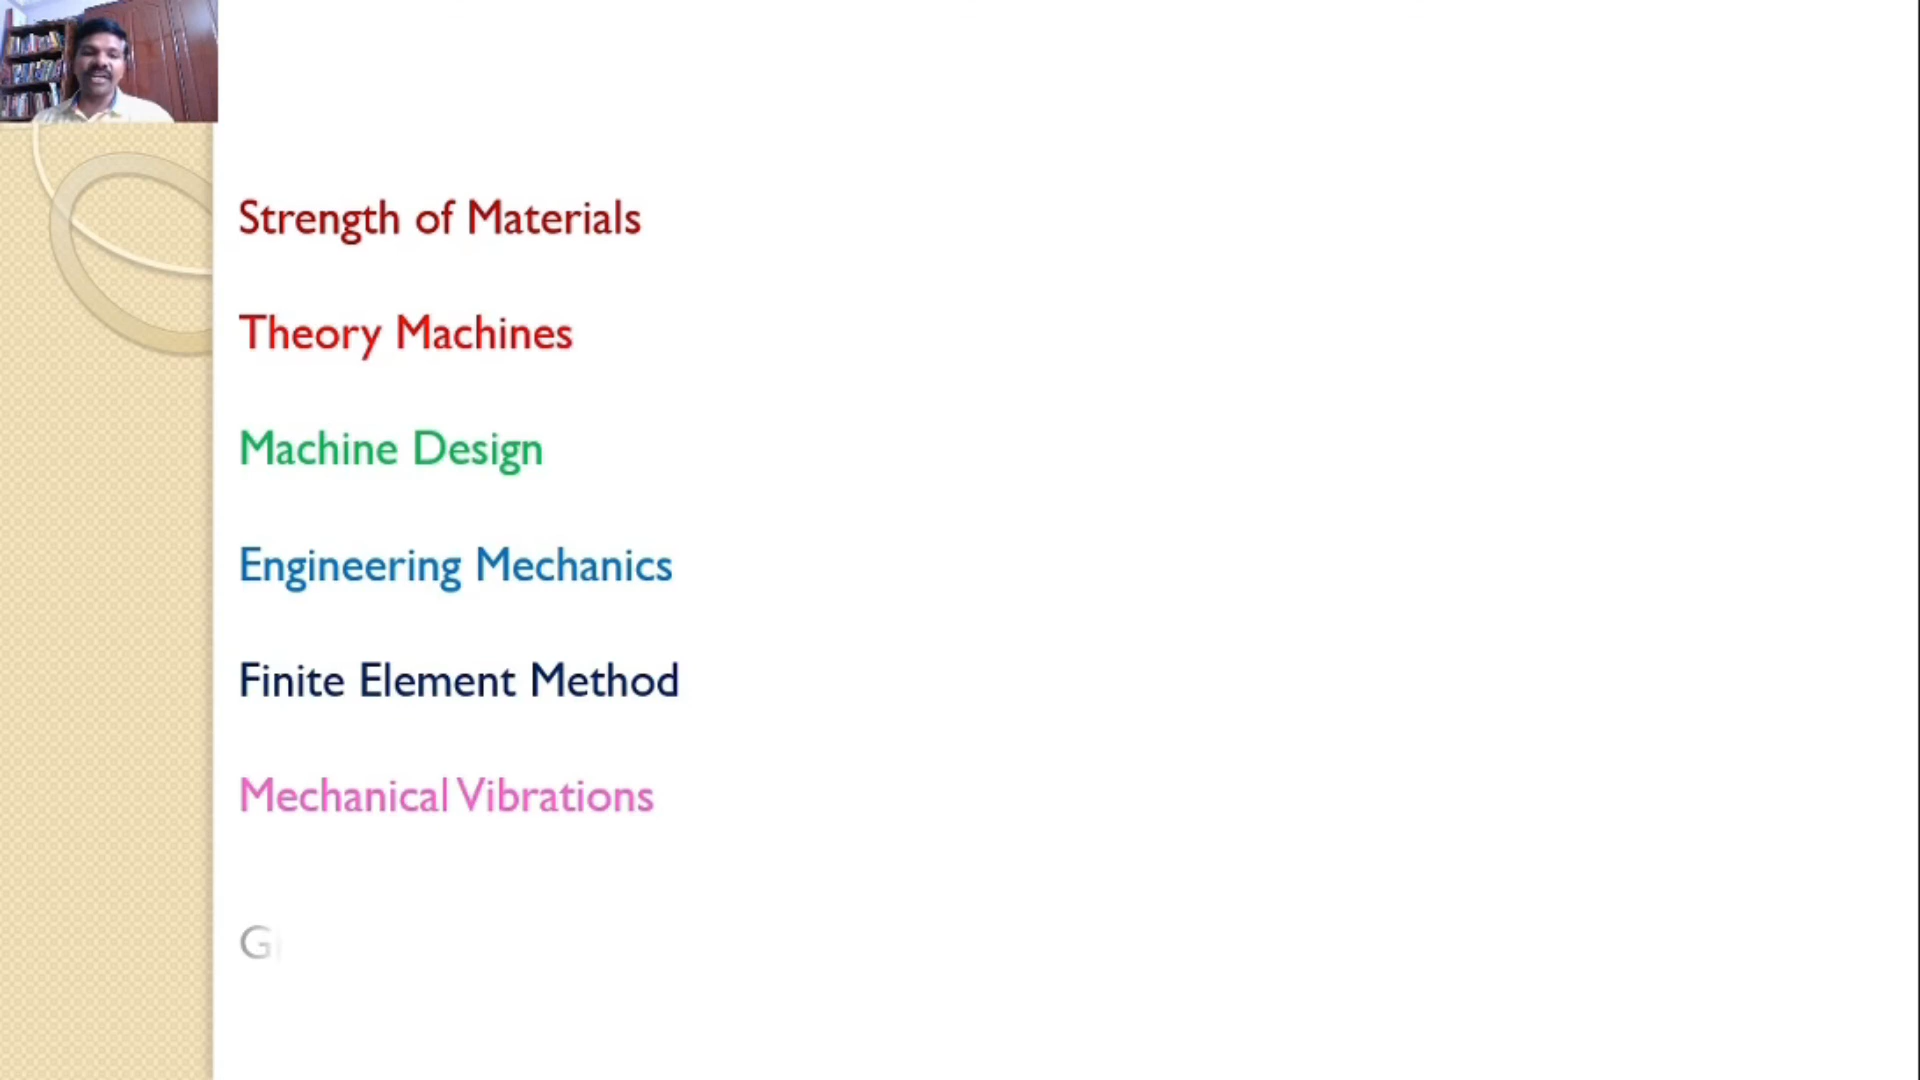 Strength of Materials
Theory Machines
Machine Design
Engineering Mechanics
Finite Element Method
Mechanical Vibrations
G